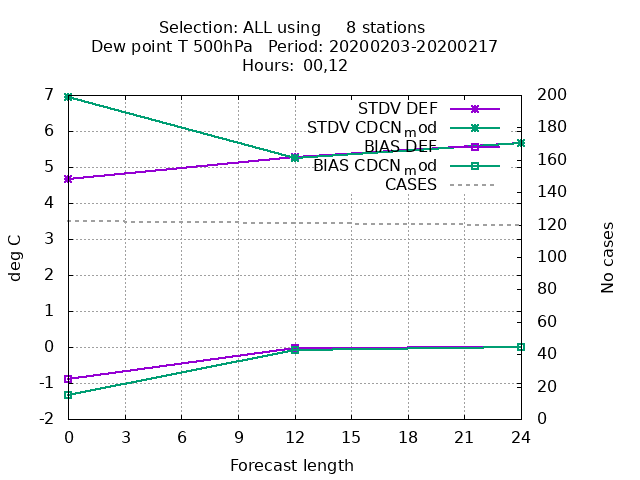 Selection: ALL using     8 stations
Dew point T 500hPa   Period: 20200203-20200217
Hours: 00,12
STDV DEF
STDV CDCNmod
BIAS DEF
BIAS CDCNmod
CASES
7
6
5
4
3
2
1
0
-1
-2
deg C
200
180
160
140
120
100
80
60
40
20
0
No cases
0 3 6 9 12 15 18 21 24
Forecast length